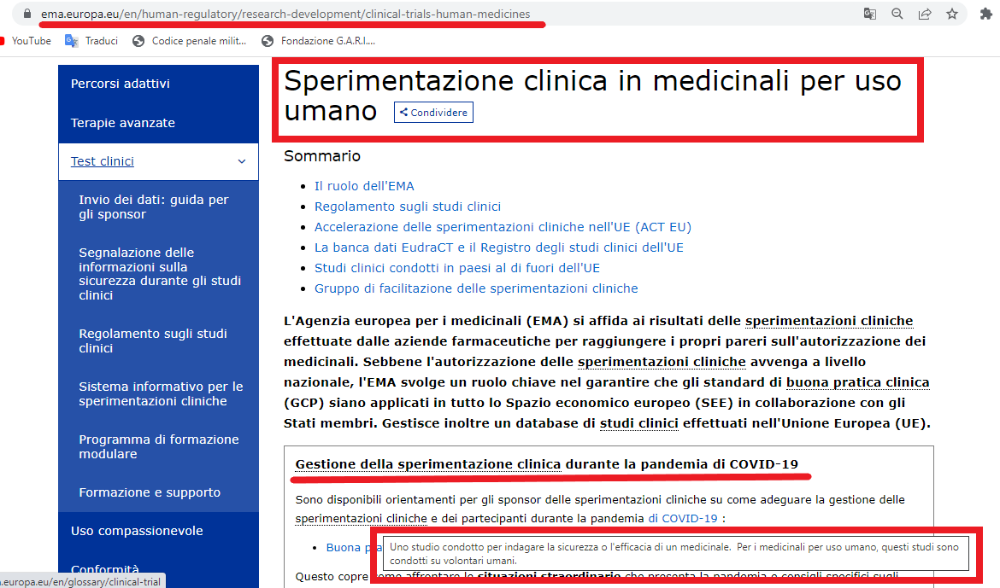 ema.europa.eu/en/human-regulatory/research-development/clinical-trials-human-medicines
YouTube Traduci Codice penale milit... Fondazione G.A.R.I....
Percorsi adattivi
Terapie avanzate
Test clinici
Invio dei dati: guida per
gli sponsor
Segnalazione delle
informazioni sulla
sicurezza durante gli studi
clinici
Regolamento sugli studi
clinici
Sistema informativo per le
sperimentazioni cliniche
Programma di formazione
modulare
Formazione e supporto
Uso compassionevole
Conformità
a.europa.eu/en/glossary/clinical-trial
Sperimentazione clinica in medicinali per uso
umano Condividere
Sommario
Il ruolo dell'EMA
Regolamento sugli studi clinici
Accelerazione delle sperimentazioni cliniche nell'UE (ACT EU)
La banca dati EudraCT e il Registro degli studi clinici dell'UE
Studi clinici condotti in paesi al di fuori dell'UE
Gruppo di facilitazione delle sperimentazioni cliniche
L'Agenzia europea per i medicinali (EMA) si affida ai risultati delle sperimentazioni cliniche
effettuate dalle aziende farmaceutiche per raggiungere i propri pareri sull'autorizzazione dei
medicinali. Sebbene l'autorizzazione delle sperimentazioni cliniche avvenga a livello
nazionale, l'EMA svolge un ruolo chiave nel garantire che gli standard di buona pratica clinica
(GCP) siano applicati in tutto lo Spazio economico europeo (SEE) in collaborazione con gli
Stati membri. Gestisce inoltre un database di studi clinici effettuati nell'Unione Europea (UE).
Gestione della sperimentazione clinica durante la pandemia di COVID-19
Sono disponibili orientamenti per gli sponsor delle sperimentazioni cliniche su come adeguare la gestione delle
sperimentazioni cliniche e dei partecipanti durante la pandemia di COVID-19 :
Buona pra
Uno studio condotto per indagare la sicurezza o l'efficacia di un medicinale. Per i medicinali per uso umano, questi studi sono
condotti su volontari umani.
Questo copre come affrontare le situazioni straordinarie che presenta la pandemia e consigli specifici sugli